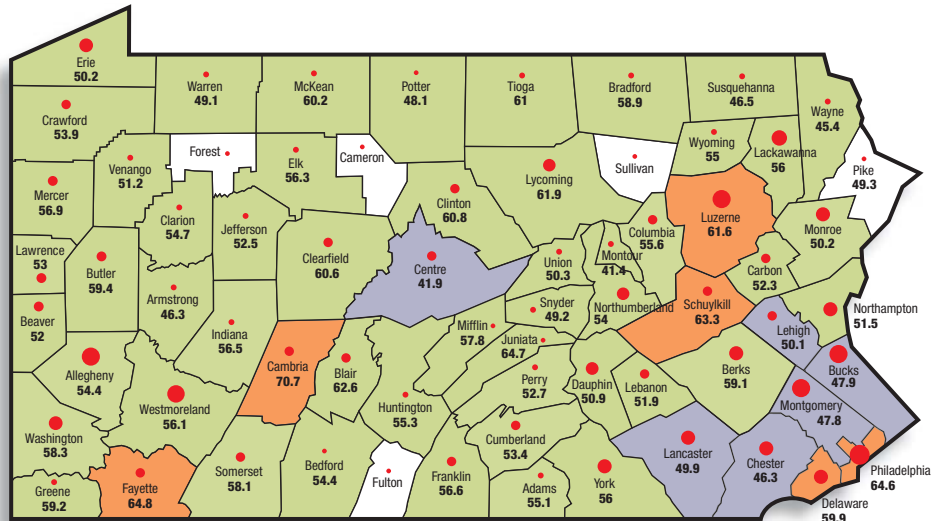 Erie
50.2
Warren
49.1
McKean
60.2
Potter
48.1
Tioga
61
Bradford
58.9
Susquehanna
46.5
Wayne
45.4
Crawford
53.9
Forest
Cameron
Elk
56.3
Venango
51.2
Mercer
56.9
Lycoming
61.9
Sullivan
Wyoming
55
Lackawanna
56
Pike
49.3
Clinton
60.8
Clarion
54.7
Jefferson
52.5
Luzerne
61.6
Monroe
50.2
Lawrence
53
Butler
59.4
Clearfield
60.6
Centre
41.9
Union
50.3
Montour
41.4
Columbia
55.6
Carbon
52.3
Beaver
52
Armstrong
46.3
Indiana
56.5
Snyder
49.2
Northumberland
54
Schuylkill
63.3
Northampton
51.5
Lehigh
50.1
Mifflin
57.8
Juniata
64.7
Allegheny
54.4
Cambria
70.7
Blair
62.6
Perry
52.7
Dauphin
50.9
Lebanon
51.9
Berks
59.1
Bucks
47.9
Westmoreland
56.1
Huntington
55.3
Montgomery
47.8
Washington
58.3
Cumberland
53.4
Lancaster
49.9
Chester
46.3
Philadelphia
64.6
Greene
59.2
Fayette
64.8
Somerset
58.1
Bedford
54.4
Fulton
Franklin
56.6
Adams
55.1
York
56
Delaware
59.9